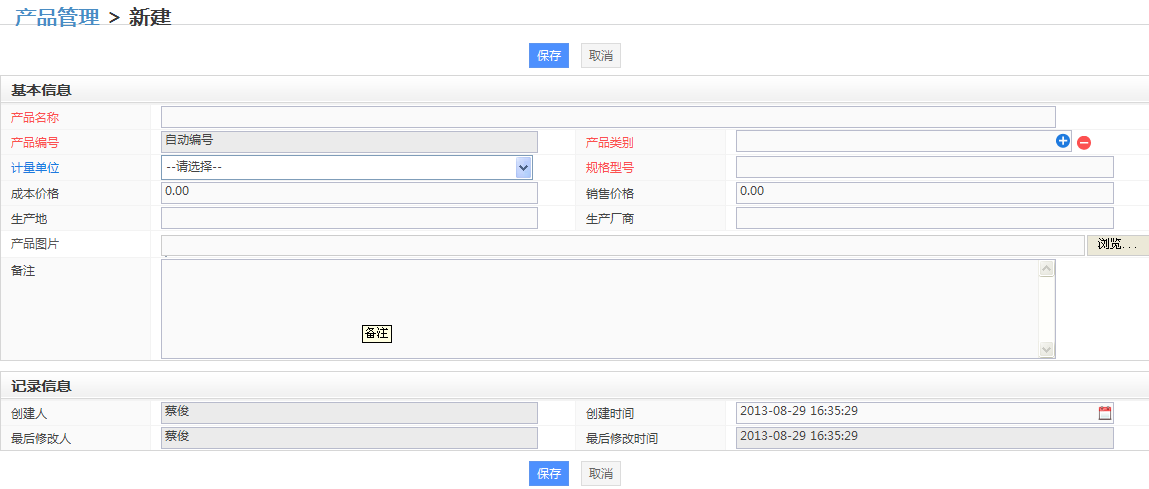 产品管理 > 新建
保存 取消
基本信息
产品名称
产品编号 自动编号 产品类别
计量单位 --请选择-- 规格型号
成本价格 0.00 销售价格 0.00
生产地 生产厂商
产品图片 浏览...
备注
备注
记录信息
创建人 蔡俊 创建时间 2013-08-29 16:35:29
最后修改人 蔡俊 最后修改时间 2013-08-29 16:35:29
保存 取消